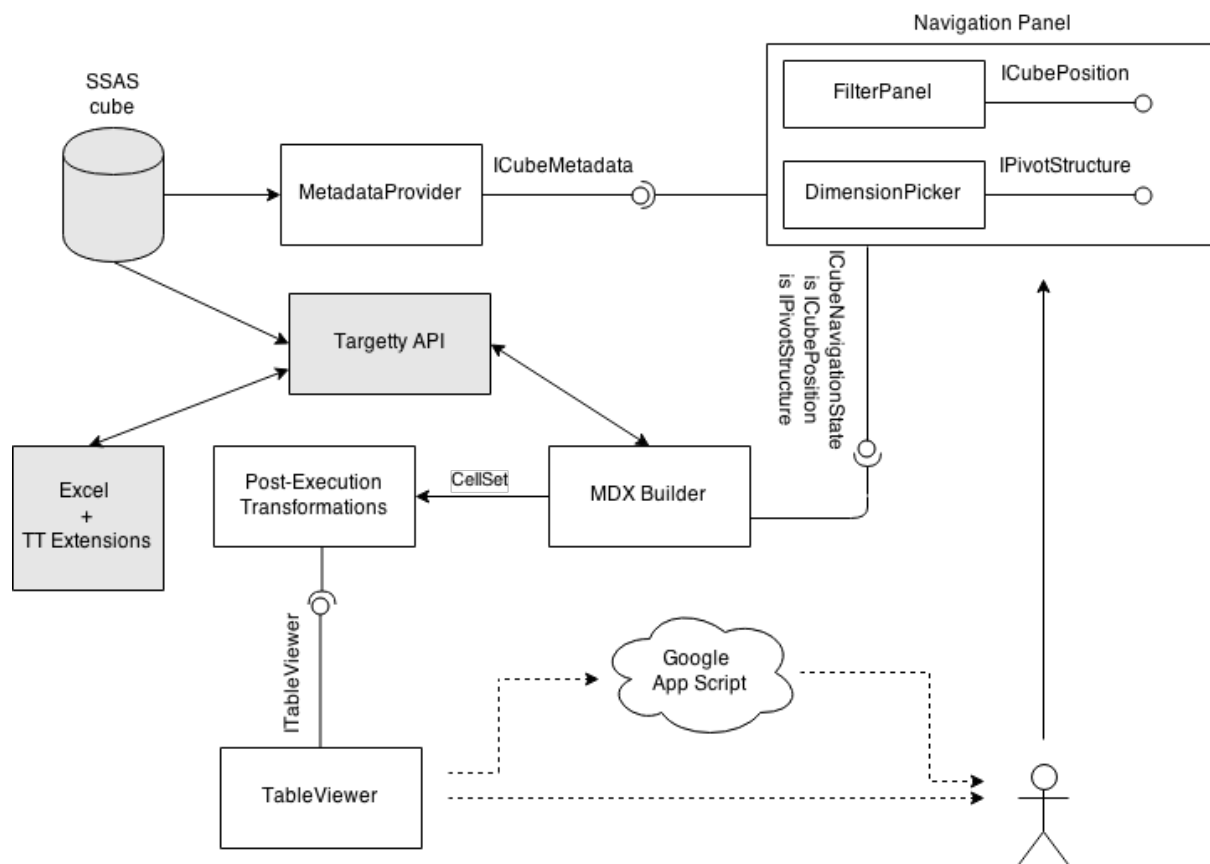 Navigation Panel
SSAS
cube
FilterPanel
ICubePosition
MetadataProvider
ICubeMetadata
DimensionPicker
IPivotStructure
ICubeNavigationState
is ICubePosition
is IPivotStructure
Targetty API
Excel
+
TT Extensions
Post-Execution
Transformations
CellSet
MDX Builder
ITableViewer
Google
App Script
TableViewer